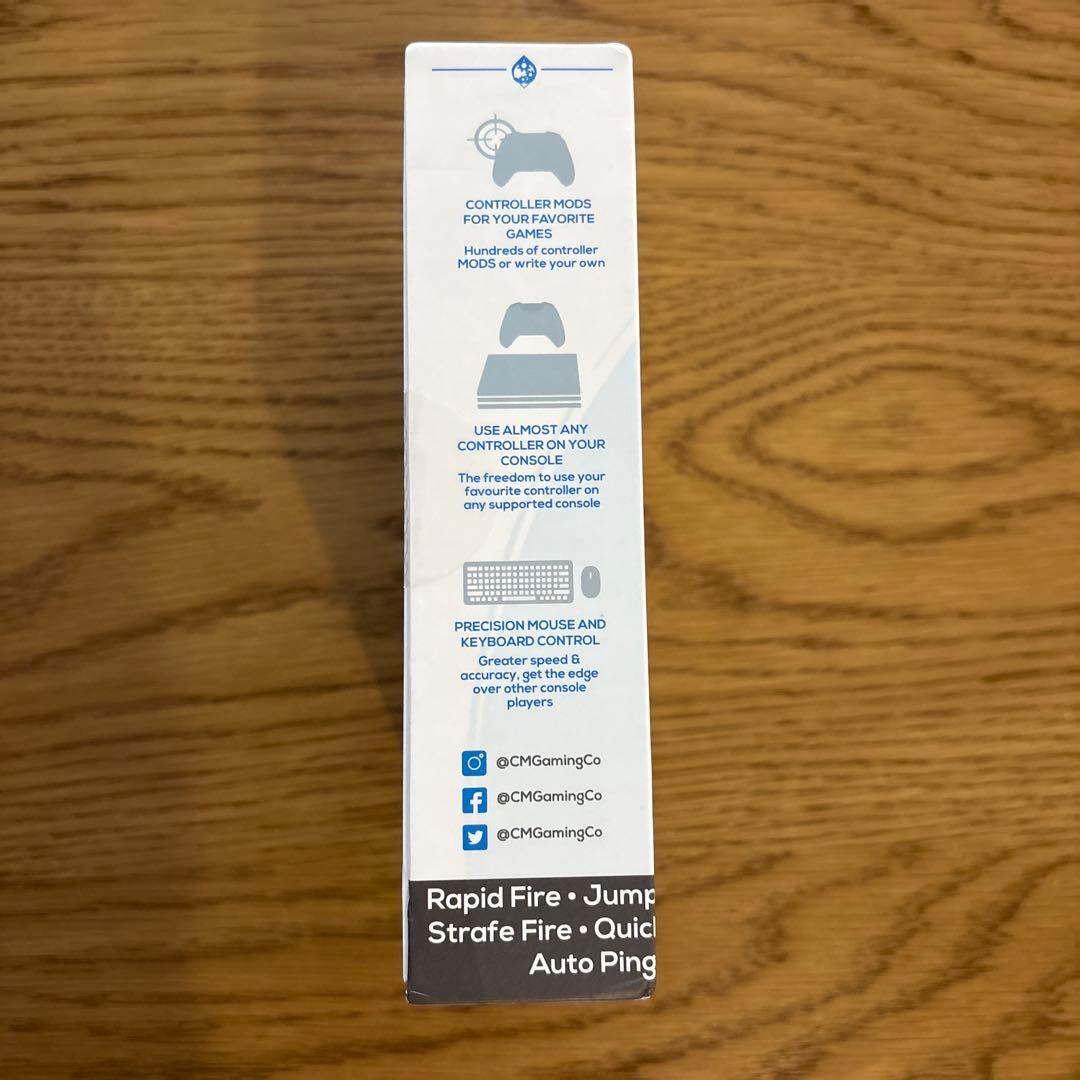 CONTROLLER MODS
FOR YOUR FAVORITE
GAMES
Hundreds of controller
MODS or write your own
USE ALMOST ANY
CONTROLLER ON YOUR
CONSOLE
The freedom to use your
favourite controller on
any supported console
PRECISION MOUSE AND
KEYBOARD CONTROL
Greater speed &
accuracy, get the edge
over other console
players
@CMGamingCo
@CMGamingCo
@CMGamingCo
Rapid Fire • Jump
Strafe Fire •
Auto Ping